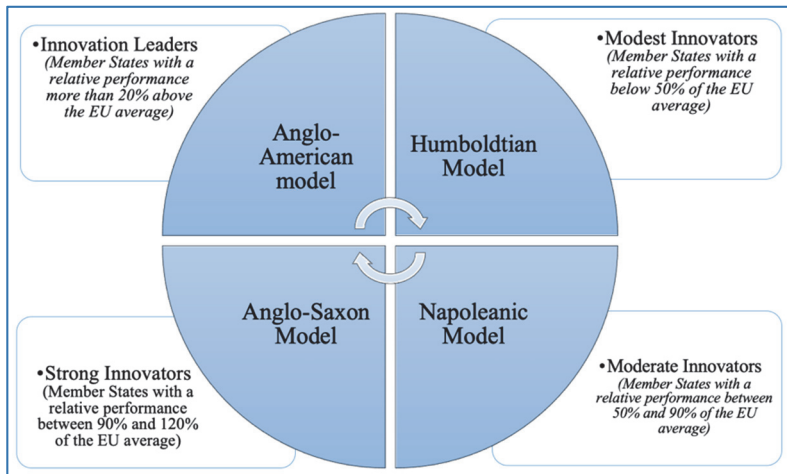 •Innovation Leaders
(Member States with a
relative performance
more than 20% above
the EU average)
•Modest Innovators
(Member States with a
relative performance
below 50% of the EU
average)
Anglo-
American
model
Humboldtian
Model
Anglo-Saxon
Model
Napoleanic
Model
•Strong Innovators
(Member States with a
relative performance
between 90% and 120%
of the EU average)
•Moderate Innovators
(Member States with a
relative performance between
50% and 90% of the EU
average)